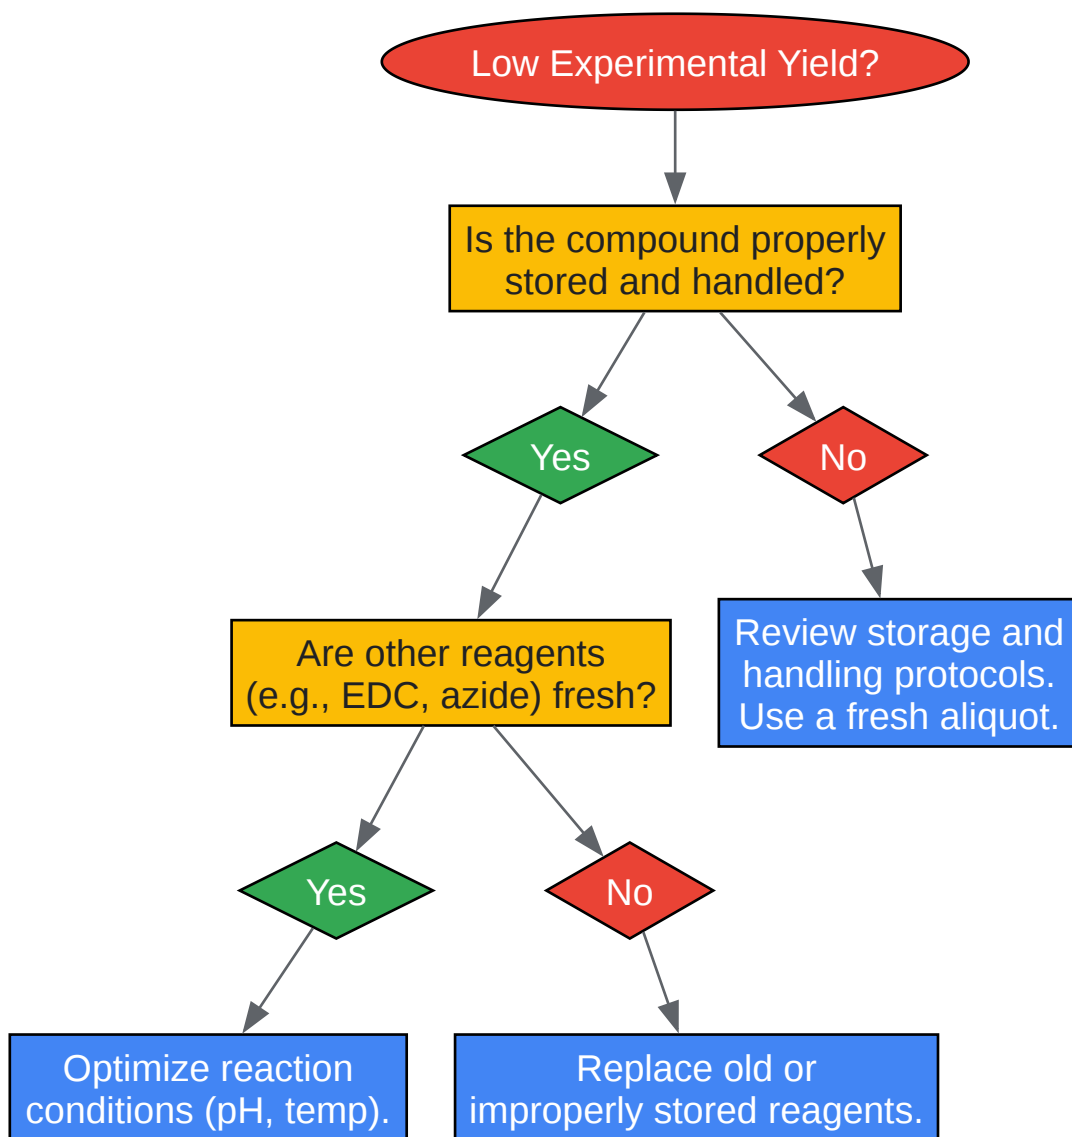 Low Experimental Yield?
Is the compound properly
stored and handled?
Yes
No
Are other reagents
(e.g., EDC, azide) fresh?
Review storage and
handling protocols.
Use a fresh aliquot.
Yes
No
Optimize reaction
conditions (pH, temp).
Replace old or
improperly stored reagents.